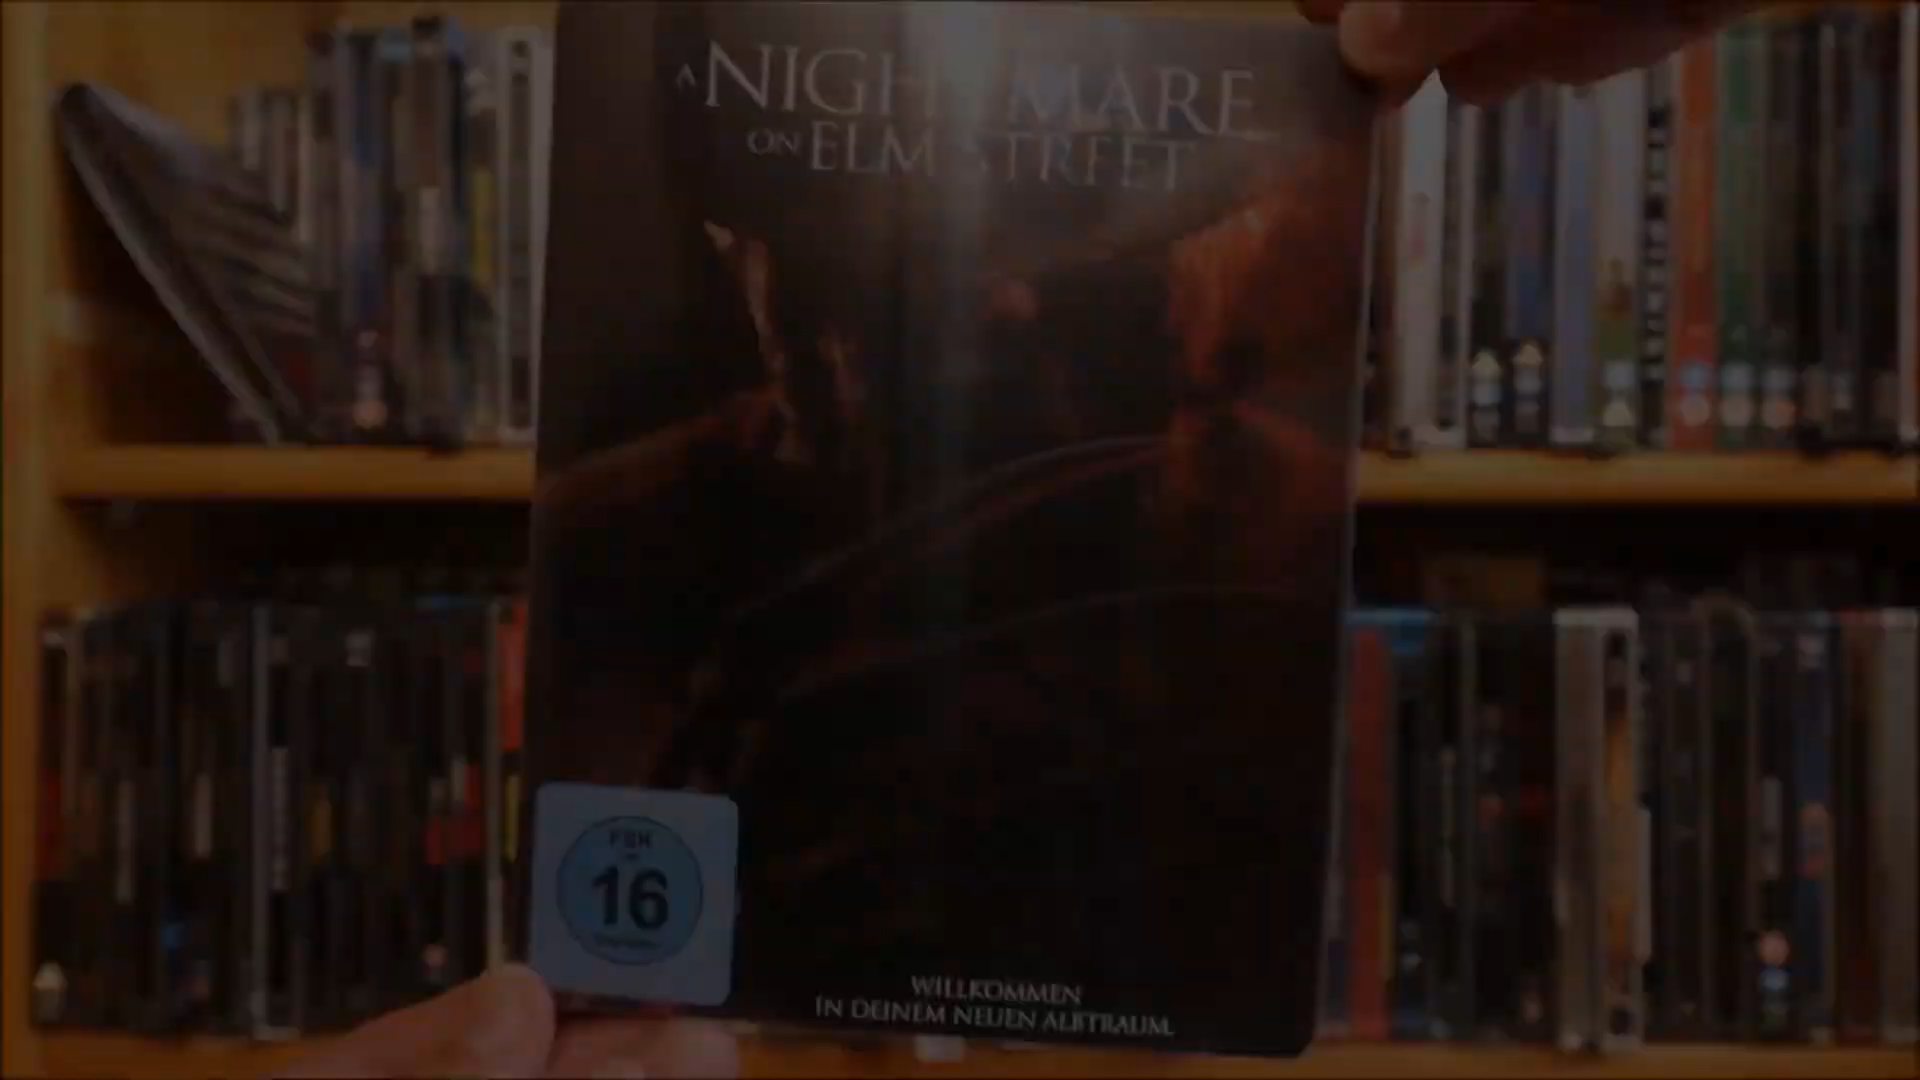 A NIGHTMARE
ON ELM STREET
FSK
16
WILLKOMMEN
IN DEINEM NEUEN ALBTRAUM.